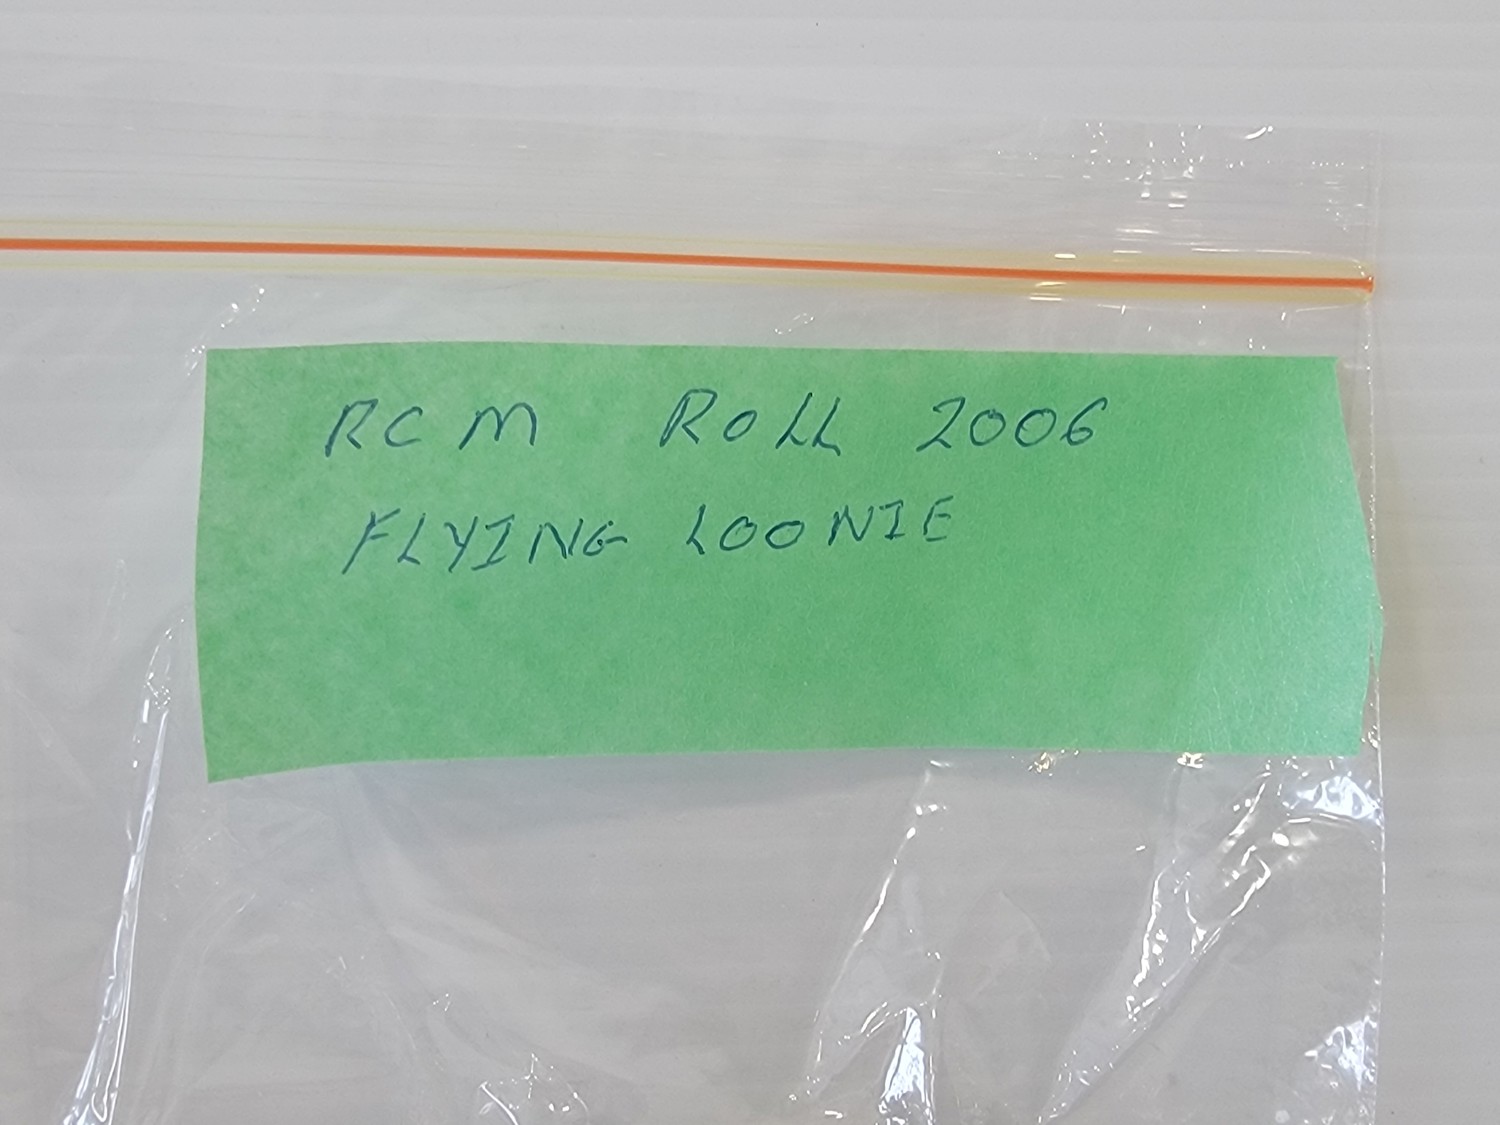 RCM ROLL 2006
FLYING LOONIE